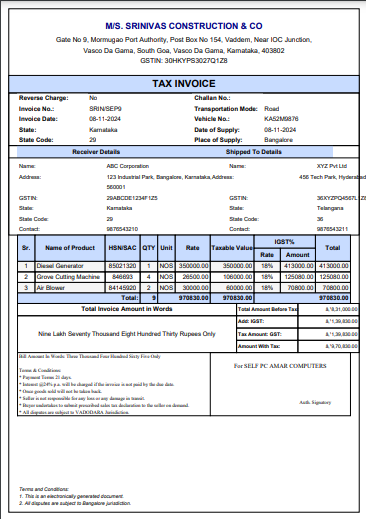 M/S. SRINIVAS CONSTRUCTION & CO
Gate No 9, Mormugao Port Authority, Post Box No 154, Vaddem, Near IOC Junction,
Vasco Da Gama, South Goa, Vasco Da Gama, Karnataka, 403802
GSTIN: 30HKYPS3027Q1Z8
TAX INVOICE
Reverse Charge: No Challan No.:
Invoice No.: SRIN/SEP9 Transportation Mode: Road
Invoice Date: 08-11-2024 Vehicle No.: KA52M9876
State: Karnataka Date of Supply: 08-11-2024
State Code: 29 Place of Supply: Bangalore
Receiver Details Shipped To Details
Name: ABC Corporation Name: XYZ Pvt Ltd
Address: 123 Industrial Park, Bangalore, Karnataka, Address: 456 Tech Park, Hyderabad
560001
GSTIN: 29ABCDE1234F1Z5 GSTIN: 36XYZPQ4567L
State: Karnataka State: Telangana
State Code: 29 State Code: 36
Contact: 9876543210 Contact: 9876543211
Sr. Name of Product HSN/SAC QTY Unit Rate Taxable Value IGST% Total
Rate Amount
1 Diesel Generator 85021320 1 NOS 350000.00 350000.00 18% 413000.00 413000.00
2 Grove Cutting Machine 846693 4 NOS 26500.00 106000.00 18% 125080.00 125080.00
3 Air Blower 84145920 2 NOS 30000.00 60000.00 18% 70800.00 70800.00
Total: 9 970830.00 970830.00 970830.00
Total Invoice Amount in Words Total Amount Before Tax 8,31,000.00
Nine Lakh Seventy Thousand Eight Hundred Thirty Rupees Only Add: IGST: 1,39,830.00
Tax Amount: GST: 1,39,830.00
Amount With Tax: 9,70,830.00
Bill Amount In Words: Three Thousand Four Hundred Sixty Five Only
For SELF PC AMAR COMPUTERS
Terms & Conditions:
* Payment Terms 21 days.
* Interest @24% p.a. will be charged if the invoice is not paid by the due date.
* Once goods sold will not be taken back.
* Seller is not responsible for any loss or any damage in transit.
* Buyer undertakes to submit prescribed sales tax declaration to the seller on demand.
* All disputes are subject to VADODARA Jurisdiction.
Auth. Signatory
Terms and Conditions:
1. This is an electronically generated document.
2. All disputes are subject to Bangalore jurisdiction.